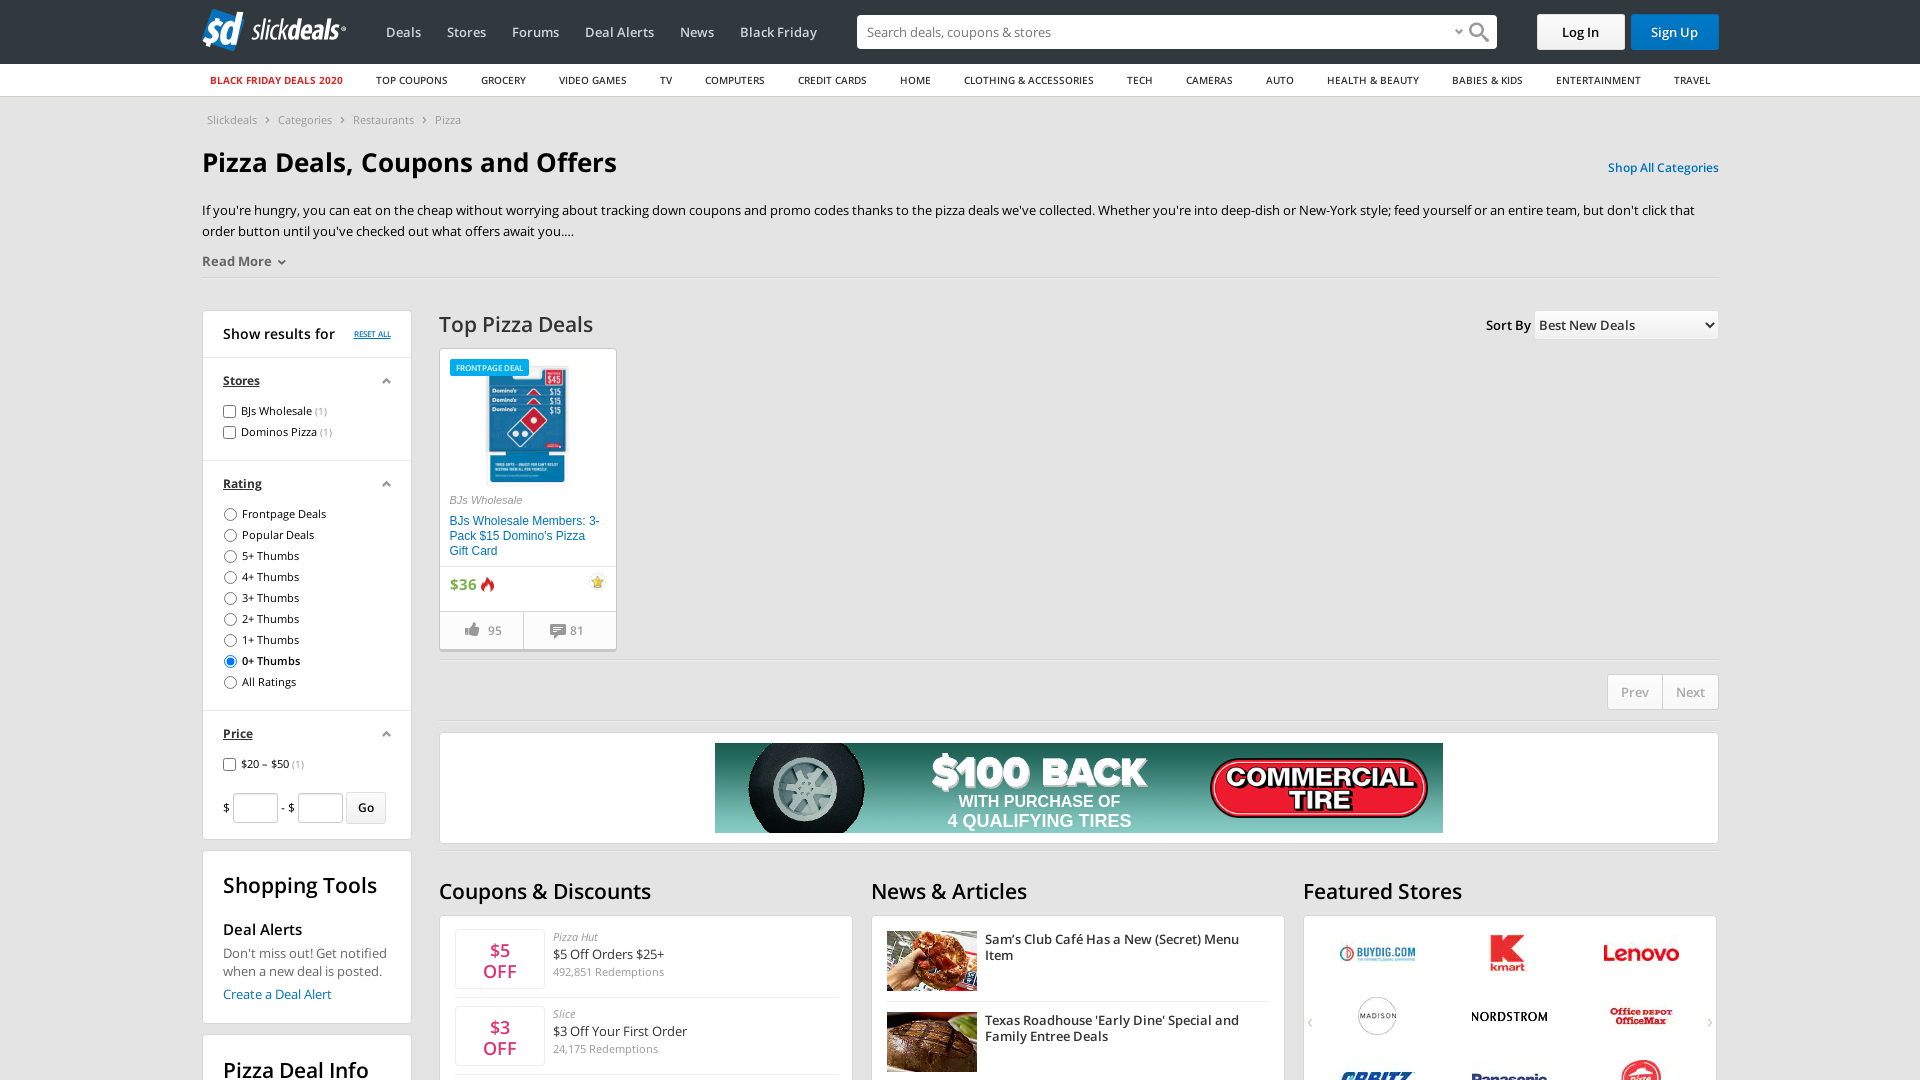 slickdeals
Deals
Stores
Forums
Deal Alerts
News
Black Friday
Search deals, coupons & stores
Log In
Sign Up
BLACK FRIDAY DEALS 2020
TOP COUPONS
GROCERY
VIDEO GAMES
TV
COMPUTERS
CREDIT CARDS
HOME
CLOTHING & ACCESSORIES
TECH
CAMERAS
AUTO
HEALTH & BEAUTY
BABIES & KIDS
ENTERTAINMENT
TRAVEL
Slickdeals > Categories > Restaurants > Pizza
Pizza Deals, Coupons and Offers
Shop All Categories
If you're hungry, you can eat on the cheap without worrying about tracking down coupons and promo codes thanks to the pizza deals we've collected. Whether you're into deep-dish or New-York style; feed yourself or an entire team, but don't click that
order button until you've checked out what offers await you....
Read More
Show results for
RESET ALL
Stores
BJs Wholesale (1)
Dominos Pizza (1)
Rating
Frontpage Deals
Popular Deals
5+ Thumbs
4+ Thumbs
3+ Thumbs
2+ Thumbs
1+ Thumbs
0+ Thumbs
All Ratings
Price
$20 – $50 (1)
$ - $ Go
Shopping Tools
Deal Alerts
Don't miss out! Get notified
when a new deal is posted.
Create a Deal Alert
Pizza Deal Info
Top Pizza Deals
Sort By Best New Deals
FRONTPAGE DEAL
$45
Domino's $15
Domino's $15
Domino's $15
BJs Wholesale
BJs Wholesale Members: 3-
Pack $15 Domino's Pizza
Gift Card
$36
95
81
Prev
Next
$100 BACK
WITH PURCHASE OF
4 QUALIFYING TIRES
COMMERCIAL
TIRE
Coupons & Discounts
$5
OFF
Pizza Hut
$5 Off Orders $25+
492,851 Redemptions
$3
OFF
Slice
$3 Off Your First Order
24,175 Redemptions
News & Articles
Sam’s Club Café Has a New (Secret) Menu
Item
Texas Roadhouse 'Early Dine' Special and
Family Entree Deals
Featured Stores
BUYDIG.COM
kmart
Lenovo
MADISON
NORDSTROM
Office DEPOT
OfficeMax
ORBITZ
Panasonic